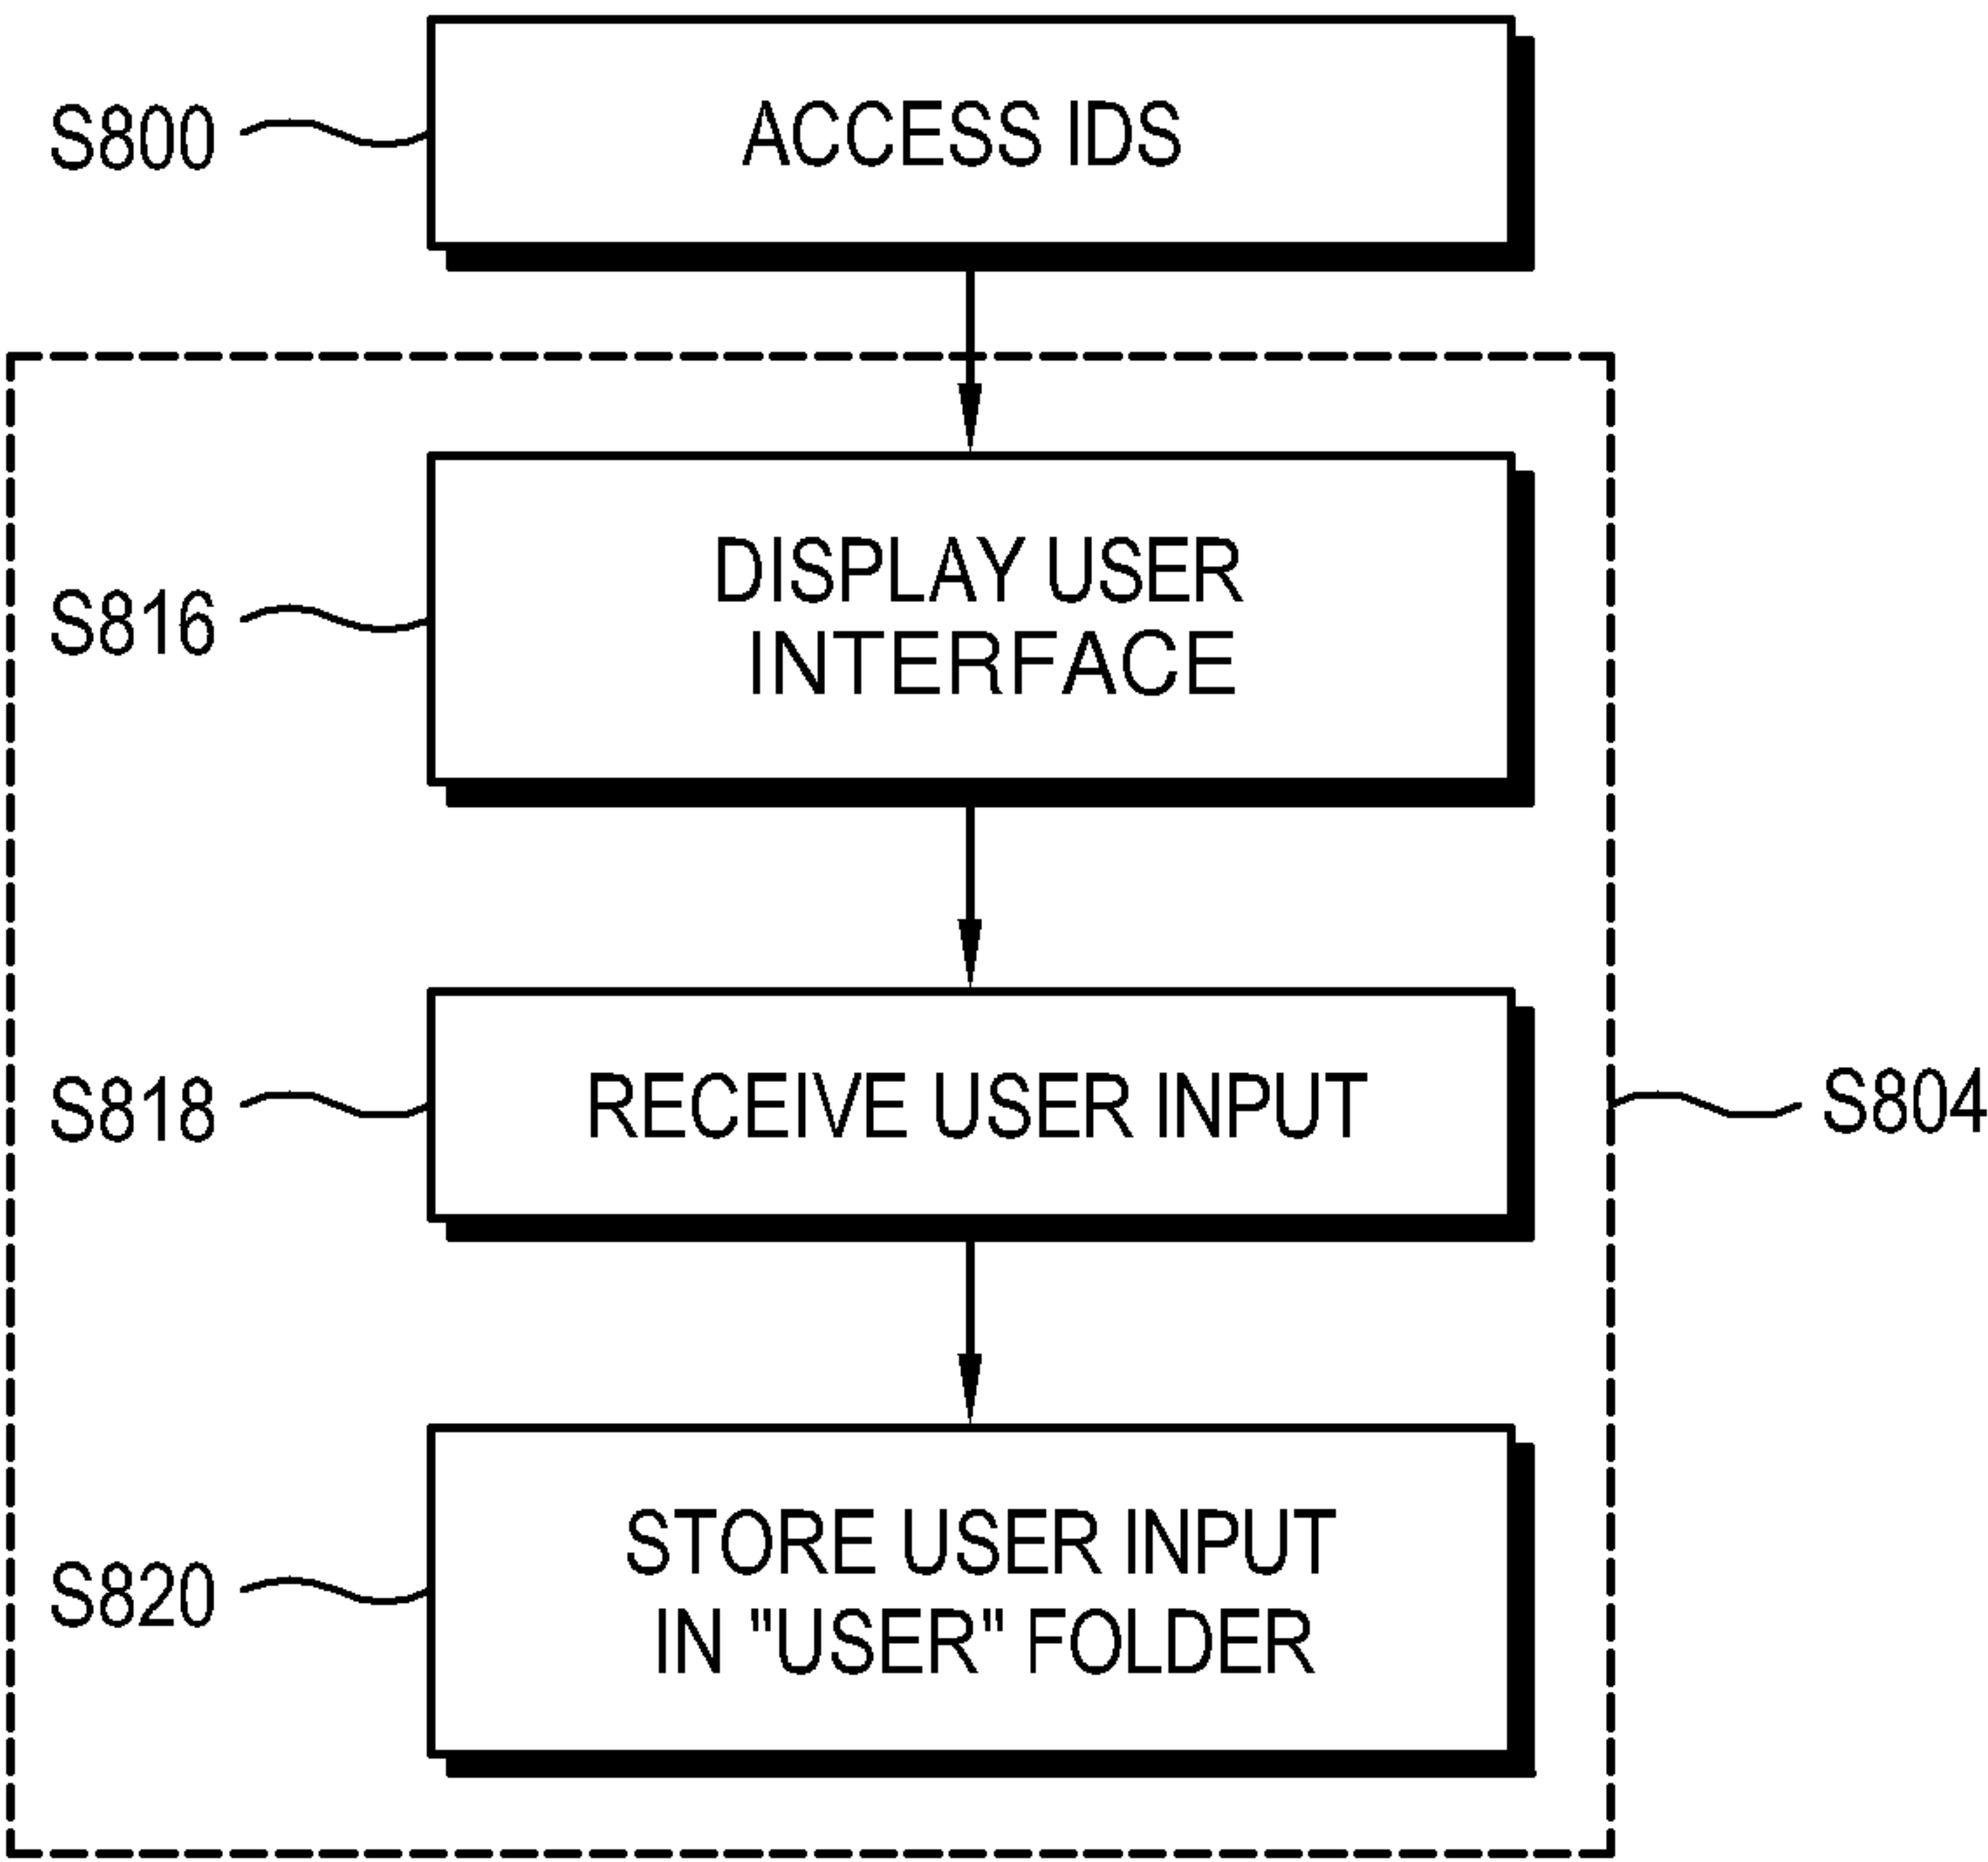 S800
ACCESS IDS
S816
DISPLAY USER
INTERFACE
S818
RECEIVE USER INPUT
S804
S820
STORE USER INPUT
IN "USER" FOLDER